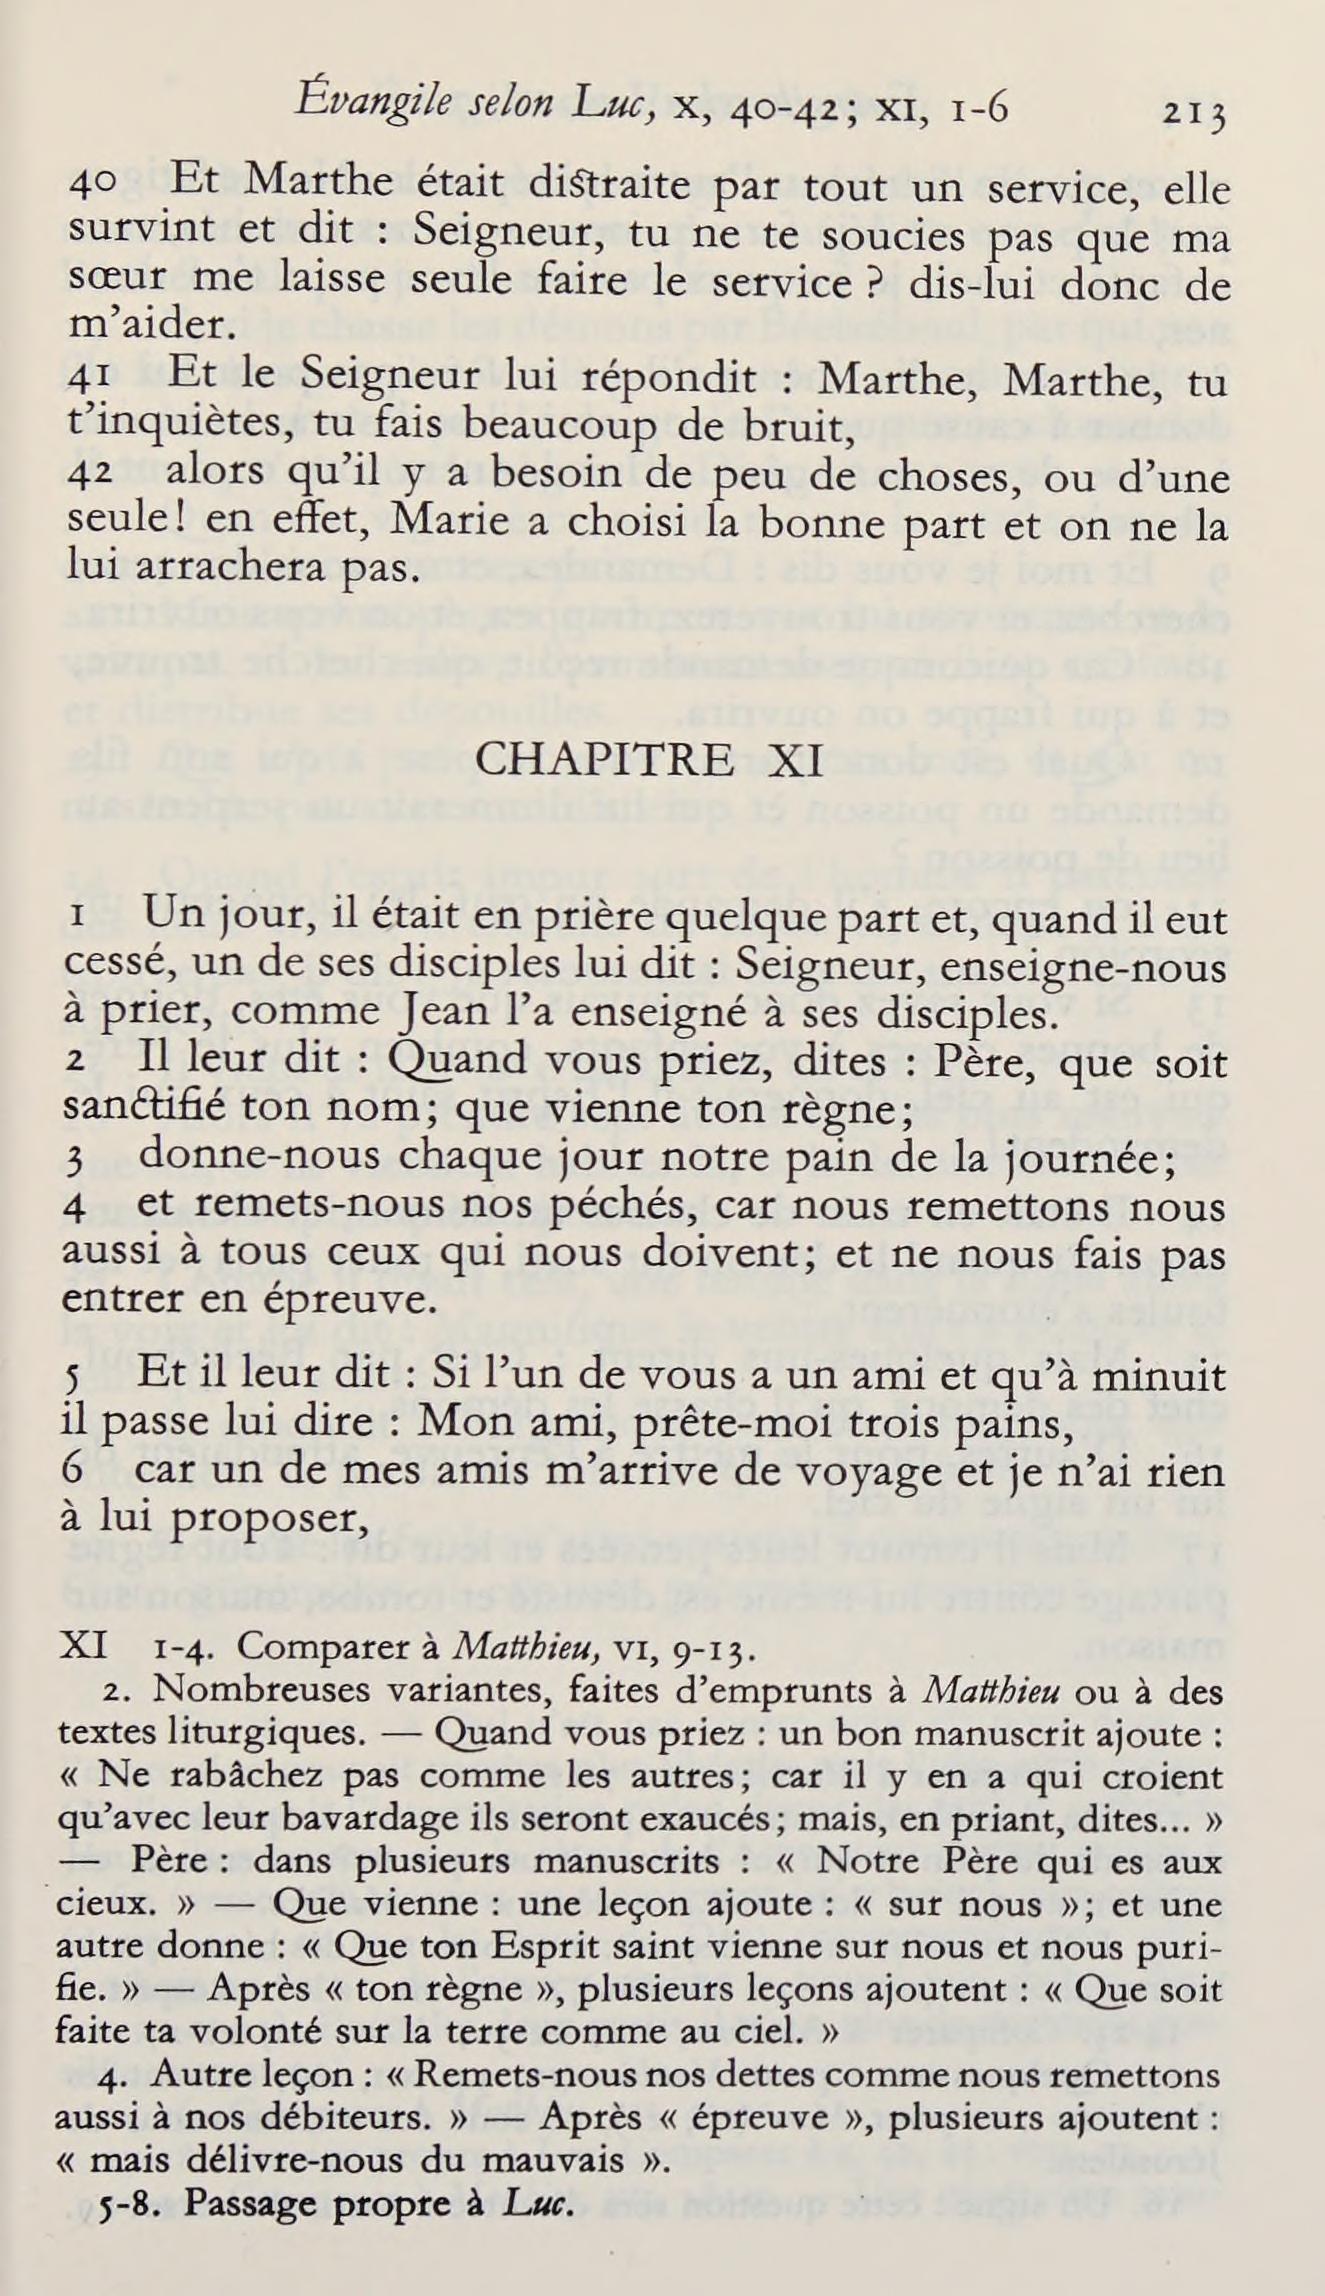 Évangile selon Luc, X, 40-42; XI, 1-6 213
40 Et Marthe était distraite par tout un service, elle
survint et dit : Seigneur, tu ne te soucies pas que ma
sœur me laisse seule faire le service ? dis-lui donc de
m’aider.
41 Et le Seigneur lui répondit : Marthe, Marthe, tu
t’inquiètes, tu fais beaucoup de bruit,
42 alors qu’il y a besoin de peu de choses, ou d’une
seule! en effet, Marie a choisi la bonne part et on ne la
lui arrachera pas.
CHAPITRE XI
1 Un jour, il était en prière quelque part et, quand il eut
cessé, un de ses disciples lui dit : Seigneur, enseigne-nous
à prier, comme Jean l’a enseigné à ses disciples.
2 Il leur dit : Quand vous priez, dites : Père, que soit
sanctifié ton nom; que vienne ton règne;
3 donne-nous chaque jour notre pain de la journée;
4 et remets-nous nos péchés, car nous remettons nous
aussi à tous ceux qui nous doivent; et ne nous fais pas
entrer en épreuve.
5 Et il leur dit : Si l’un de vous a un ami et qu’à minuit
il passe lui dire : Mon ami, prête-moi trois pains,
6 car un de mes amis m’arrive de voyage et je n’ai rien
à lui proposer,
XI 1-4. Comparer à Matthieu, VI, 9-13.
2. Nombreuses variantes, faites d’emprunts à Matthieu ou à des
textes liturgiques. — Quand vous priez : un bon manuscrit ajoute :
« Ne rabâchez pas comme les autres; car il y en a qui croient
qu’avec leur bavardage ils seront exaucés; mais, en priant, dites... »
— Père : dans plusieurs manuscrits : « Notre Père qui es aux
cieux. » — Que vienne : une leçon ajoute : « sur nous »; et une
autre donne : « Que ton Esprit saint vienne sur nous et nous puri-
fie. » — Après « ton règne », plusieurs leçons ajoutent : « Que soit
faite ta volonté sur la terre comme au ciel. »
4. Autre leçon : « Remets-nous nos dettes comme nous remettons
aussi à nos débiteurs. » — Après « épreuve », plusieurs ajoutent :
« mais délivre-nous du mauvais ».
5-8. Passage propre à Luc.